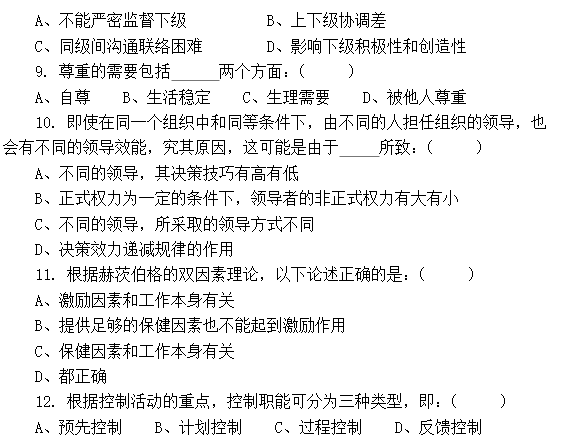 A、不能严密监督下级 B、上下级协调差
C、同级间沟通联络困难 D、影响下级积极性和创造性
9. 尊重的需要包括______两个方面:( )
A、自尊 B、生活稳定 C、生理需要 D、被他人尊重
10. 即使在同一个组织中和同等条件下，由不同的人担任组织的领导，也
会有不同的领导效能，究其原因，这可能是由于_____所致:( )
A、不同的领导，其决策技巧有高有低
B、正式权力为一定的条件下，领导者的非正式权力有大有小
C、不同的领导，所采取的领导方式不同
D、决策效力递减规律的作用
11. 根据赫茨伯格的双因素理论，以下论述正确的是:( )
A、激励因素和工作本身有关
B、提供足够的保健因素也不能起到激励作用
C、保健因素和工作本身有关
D、都正确
12. 根据控制活动的重点，控制职能可分为三种类型，即:( )
A、预先控制 B、计划控制 C、过程控制 D、反馈控制